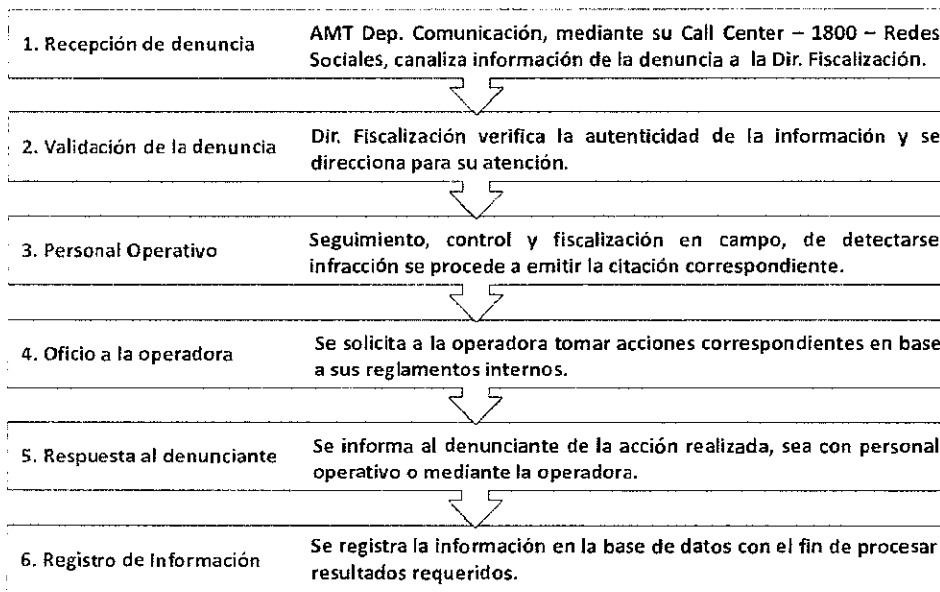 1. Recepción de denuncia
AMT Dep. Comunicación, mediante su Call Center – 1800 – Redes
Sociales, canaliza información de la denuncia a la Dir. Fiscalización.
2. Validación de la denuncia
Dir. Fiscalización verifica la autenticidad de la información y se
direcciona para su atención.
3. Personal Operativo
Seguimiento, control y fiscalización en campo, de detectarse
infracción se procede a emitir la citación correspondiente.
4. Oficio a la operadora
Se solicita a la operadora tomar acciones correspondientes en base
a sus reglamentos internos.
5. Respuesta al denunciante
Se informa al denunciante de la acción realizada, sea con personal
operativo o mediante la operadora.
6. Registro de Información
Se registra la información en la base de datos con el fin de procesar
resultados requeridos.